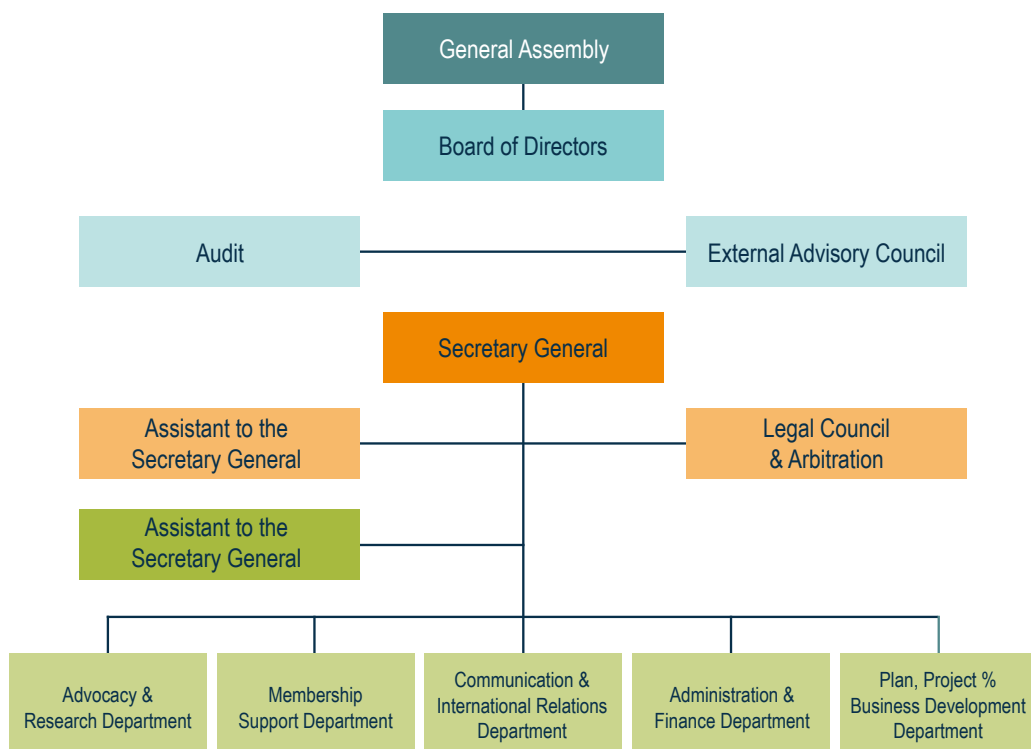 General Assembly
Board of Directors
Audit
External Advisory Council
Secretary General
Assistant to the
Secretary General
Legal Council
& Arbitration
Assistant to the
Secretary General
Advocacy &
Research Department
Membership
Support Department
Communication &
International Relations
Department
Administration &
Finance Department
Plan, Project %
Business Development
Department